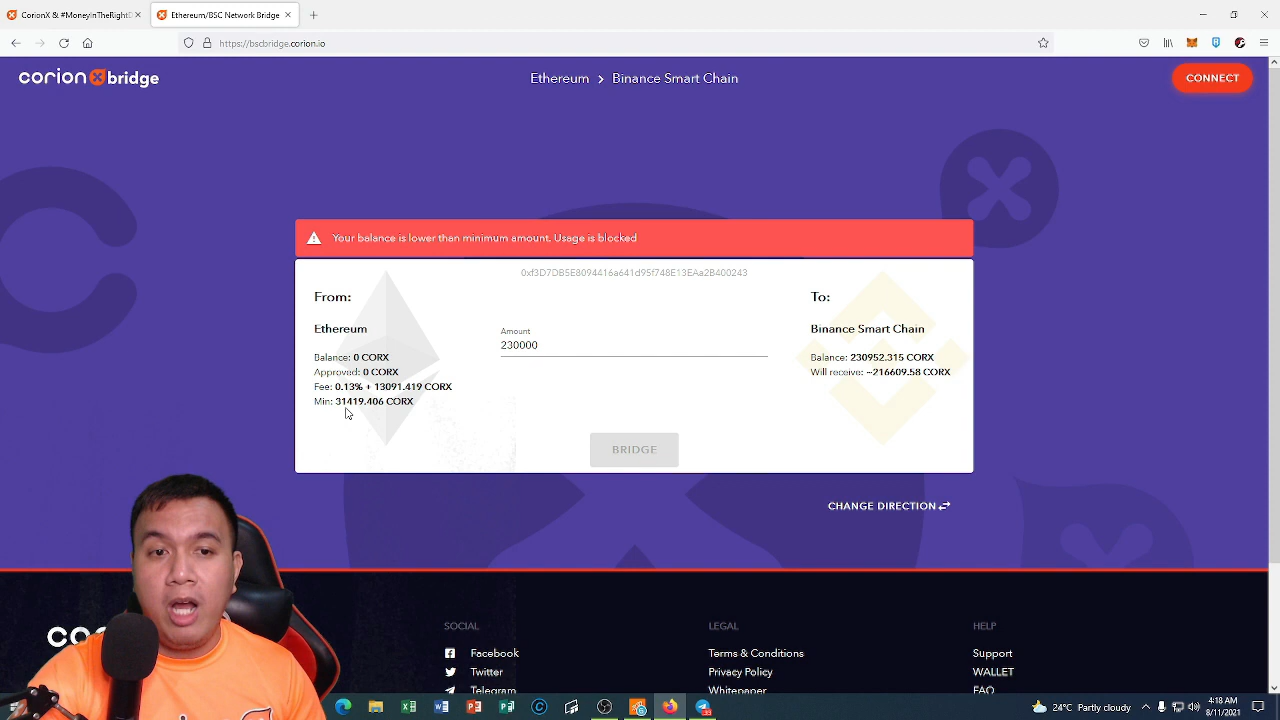 CorionX & #MoneyInTheRightD
Ethereum/BSC Network Bridge
https://bscbridge.corion.io
corion bridge
Ethereum > Binance Smart Chain
CONNECT
Your balance is lower than minimum amount. Usage is blocked
0xf3D7DB5E8094416a641d95f748E13EAa2B400243
From:
Ethereum
Balance: 0 CORX
Approved: 0 CORX
Fee: 0.13% + 13091.419 CORX
Min: 31419.406 CORX
Amount
230000
To:
Binance Smart Chain
Balance: 230952.315 CORX
Will receive: ~216609.58 CORX
BRIDGE
CHANGE DIRECTION
co
SOCIAL
Facebook
Twitter
Telegram
LEGAL
Terms & Conditions
Privacy Policy
Whitepaper
HELP
Support
WALLET
FAQ
24°C Partly cloudy
4:18 AM
8/11/2021